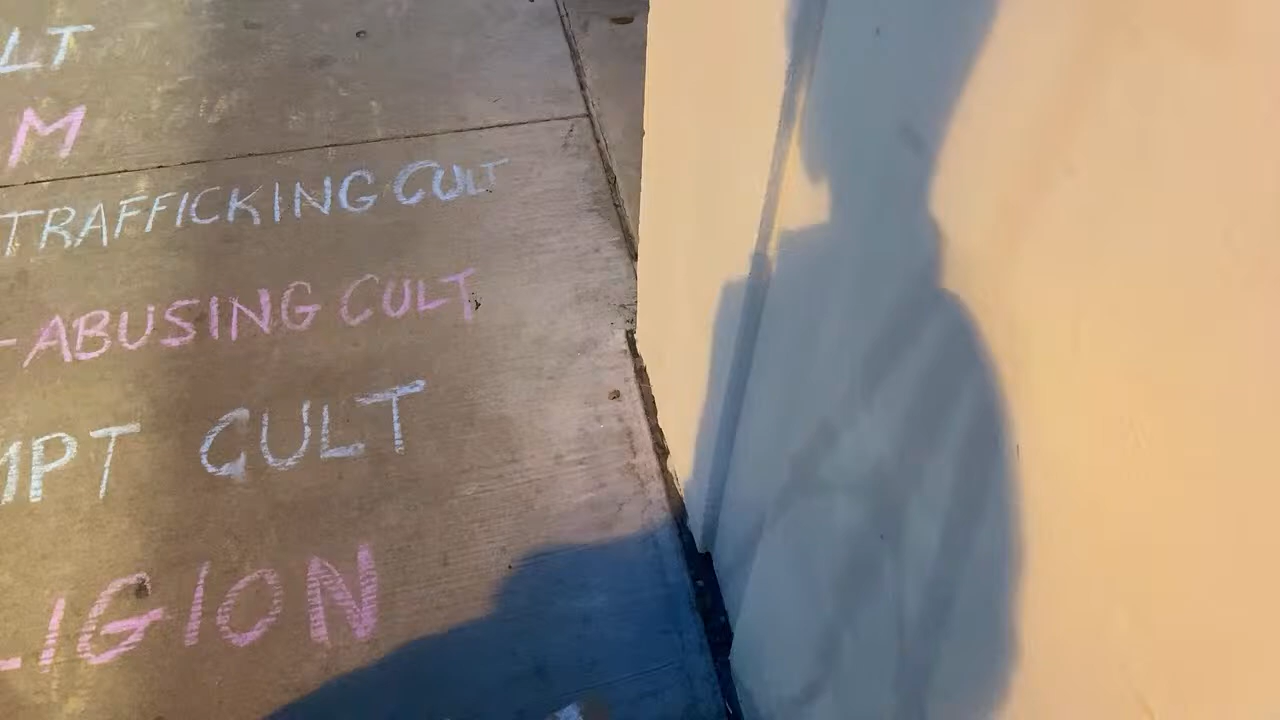 LT
M
TRAFFICKING CULT
-ABUSING CULT
MPT CULT
LIGION